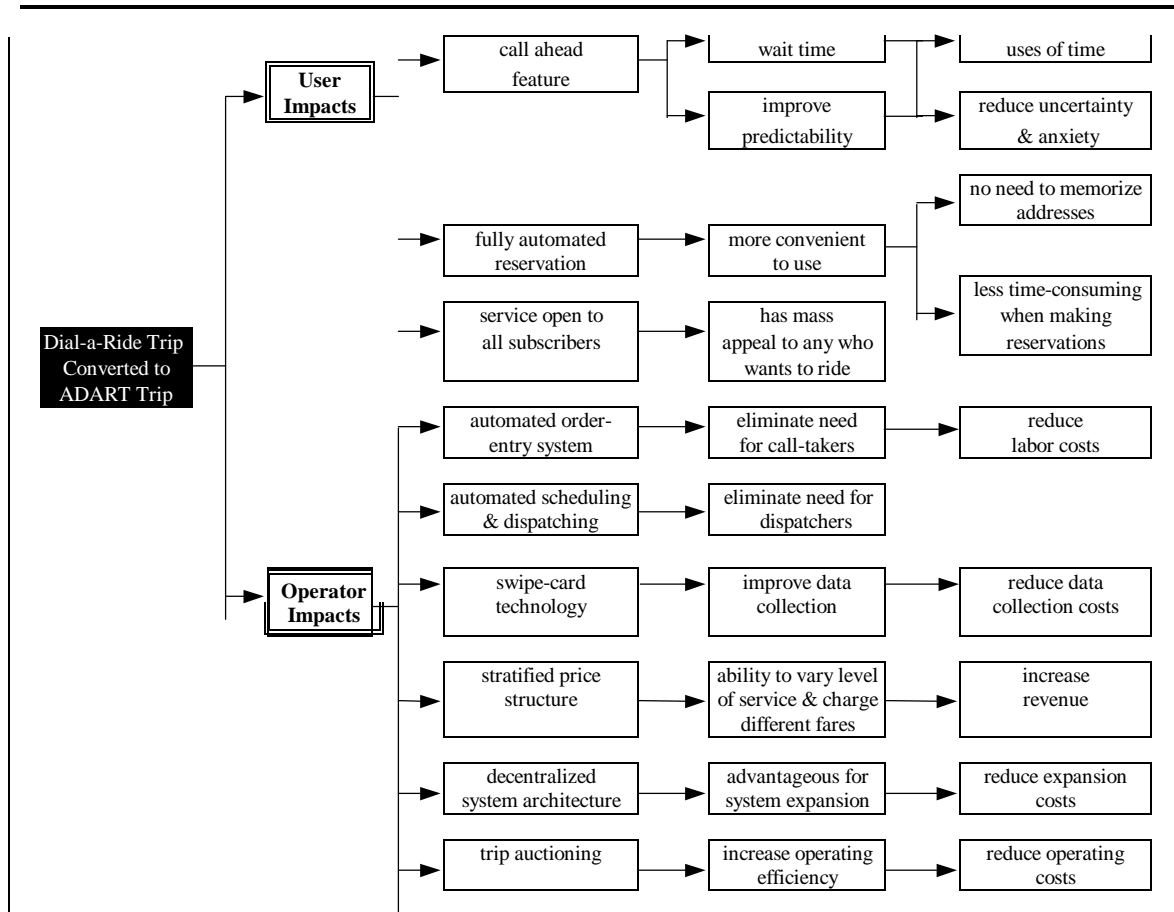 call ahead
feature
wait time
uses of time
User
Impacts
improve
predictability
reduce uncertainty
& anxiety
no need to memorize
addresses
fully automated
reservation
more convenient
to use
less time-consuming
when making
reservations
service open to
all subscribers
has mass
appeal to any who
wants to ride
Dial-a-Ride Trip
Converted to
ADART Trip
automated order-
entry system
eliminate need
for call-takers
reduce
labor costs
automated scheduling
& dispatching
eliminate need for
dispatchers
Operator
Impacts
swipe-card
technology
improve data
collection
reduce data
collection costs
stratified price
structure
ability to vary level
of service & charge
different fares
increase
revenue
decentralized
system architecture
advantageous for
system expansion
reduce expansion
costs
trip auctioning
increase operating
efficiency
reduce operating
costs